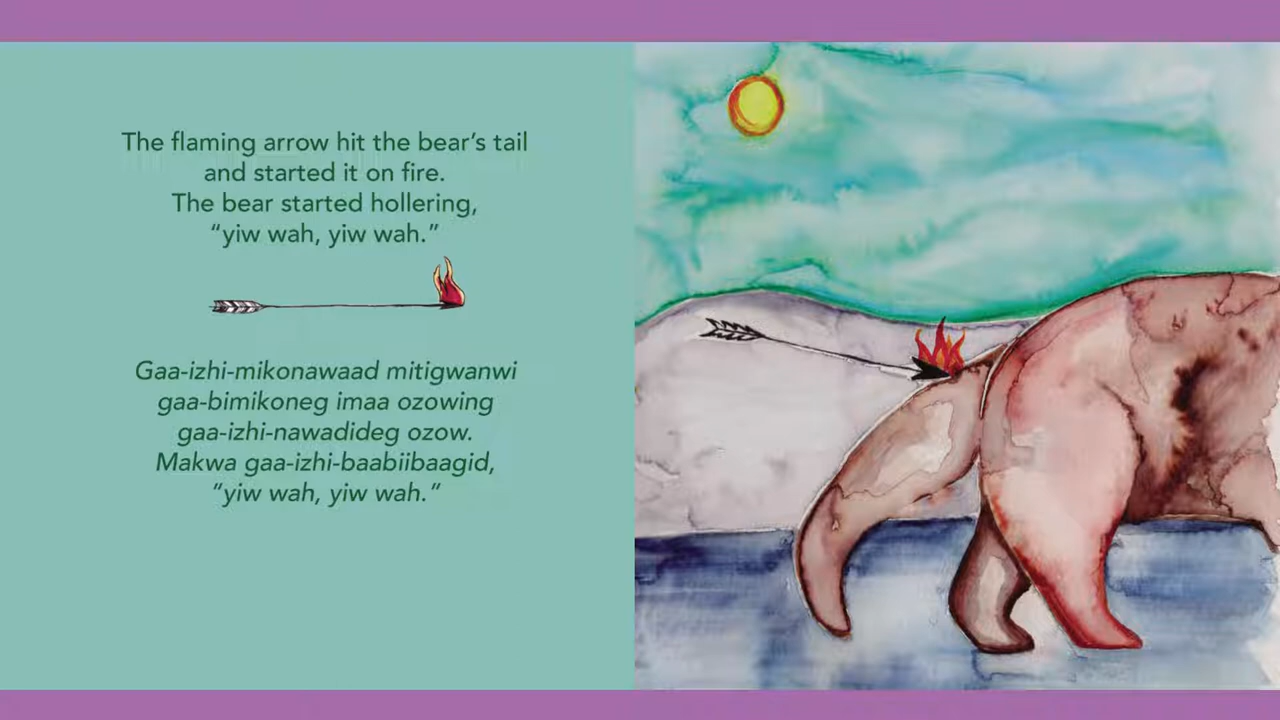 The flaming arrow hit the bear’s tail
and started it on fire.
The bear started hollering,
“yiw wah, yiw wah.”
Gaa-izhi-mikonawaad mitigwanwi
gaa-bimikoneg imaa ozowing
gaa-izhi-nawadideg ozow.
Makwa gaa-izhi-baabiibaagid,
“yiw wah, yiw wah.”